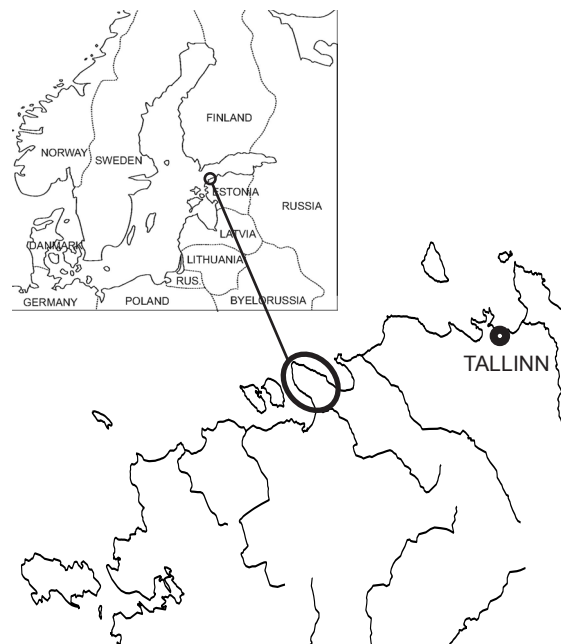 FINLAND
NORWAY
SWEDEN
ESTONIA
RUSSIA
LATVIA
DANMARK
LITHUANIA
RUS.
GERMANY
POLAND
BYELORUSSIA
TALLINN